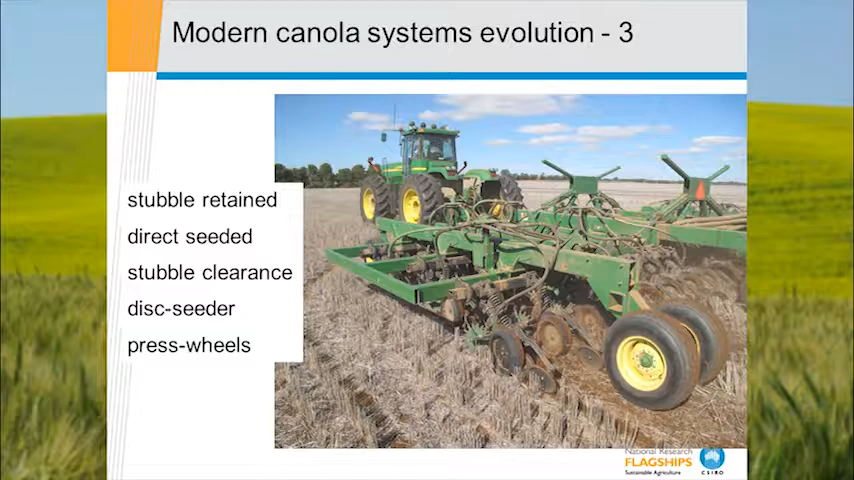 Modern canola systems evolution - 3
stubble retained
direct seeded
stubble clearance
disc-seeder
press-wheels
National Research
FLAGSHIPS
Sustainable Agriculture
CSIRO